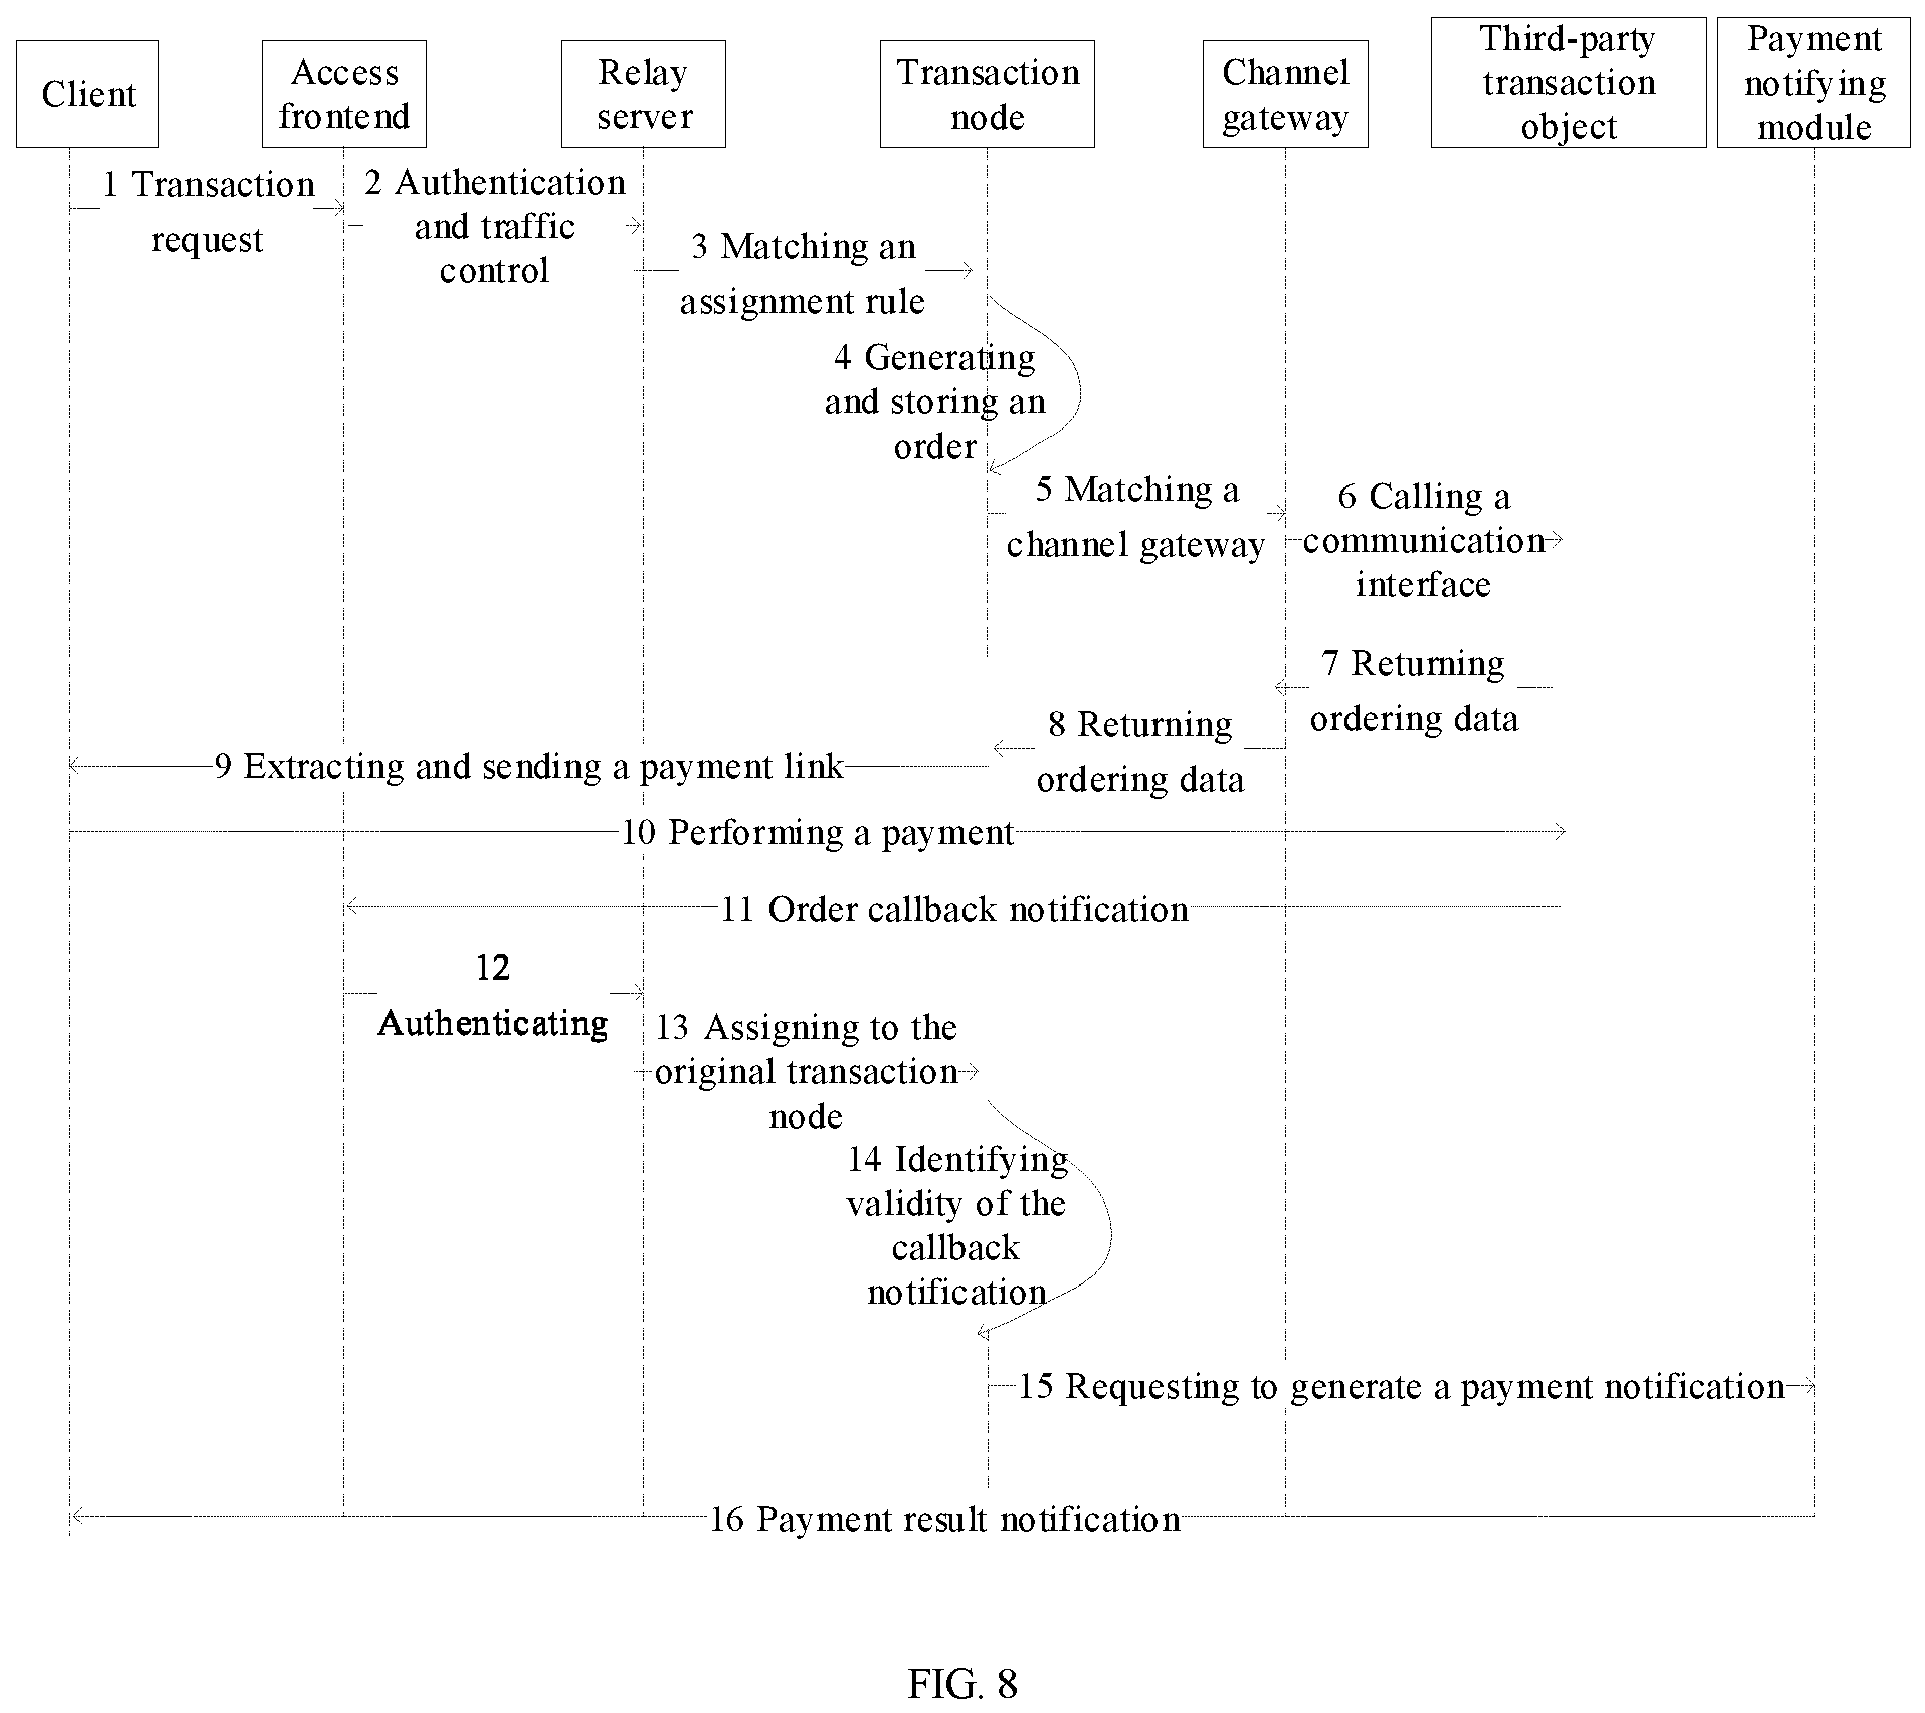 Client
Access
frontend
Relay
server
Transaction
node
Channel
gateway
Third-party
transaction
object
Payment
notifying
module
1 Transaction
request
2 Authentication
and traffic
control
3 Matching an
assignment rule
4 Generating
and storing an
order
5 Matching a
channel gateway
6 Calling a
communication
interface
7 Returning
ordering data
8 Returning
ordering data
9 Extracting and sending a payment link
10 Performing a payment
11 Order callback notification
12
Authenticating
13 Assigning to the
original transaction
node
14 Identifying
validity of the
callback
notification
15 Requesting to generate a payment notification
16 Payment result notification
FIG. 8